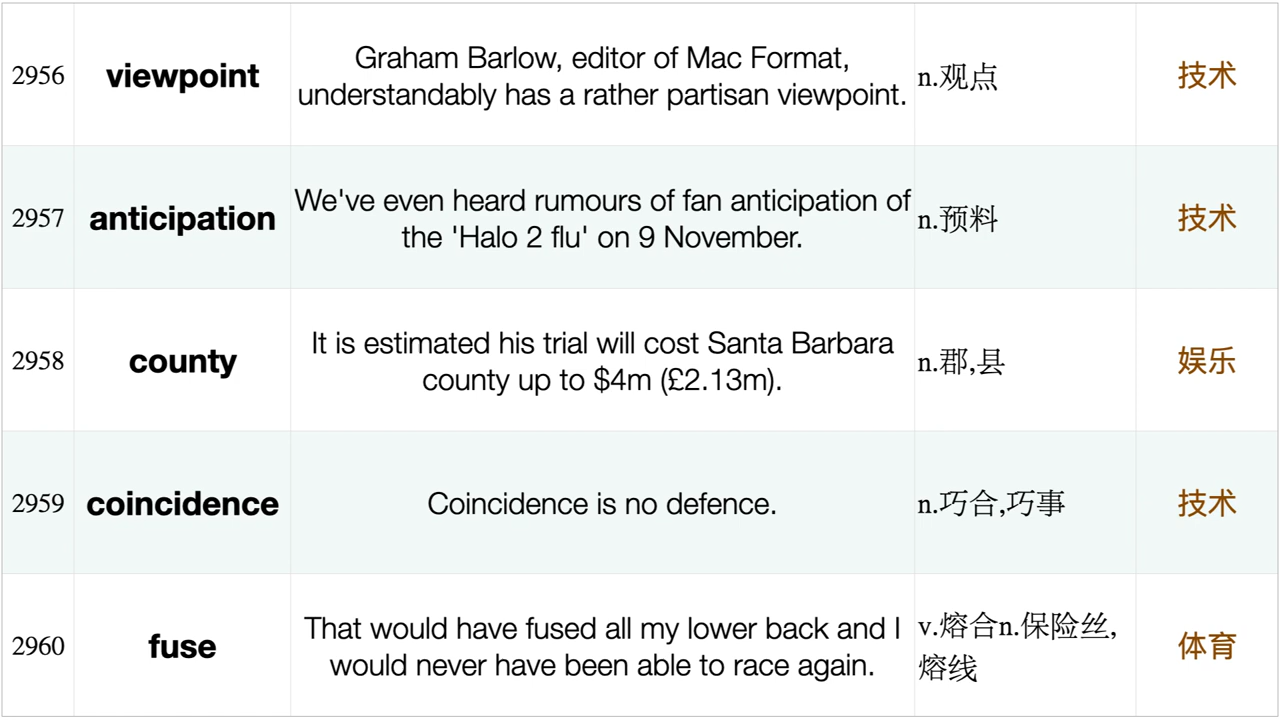 2956 viewpoint Graham Barlow, editor of Mac Format, understandably has a rather partisan viewpoint. n.观点 技术
2957 anticipation We've even heard rumours of fan anticipation of the 'Halo 2 flu' on 9 November. n.预料 技术
2958 county It is estimated his trial will cost Santa Barbara county up to $4m (£2.13m). n.郡,县 娱乐
2959 coincidence Coincidence is no defence. n.巧合,巧事 技术
2960 fuse That would have fused all my lower back and I would never have been able to race again. v.熔合n.保险丝,熔线 体育